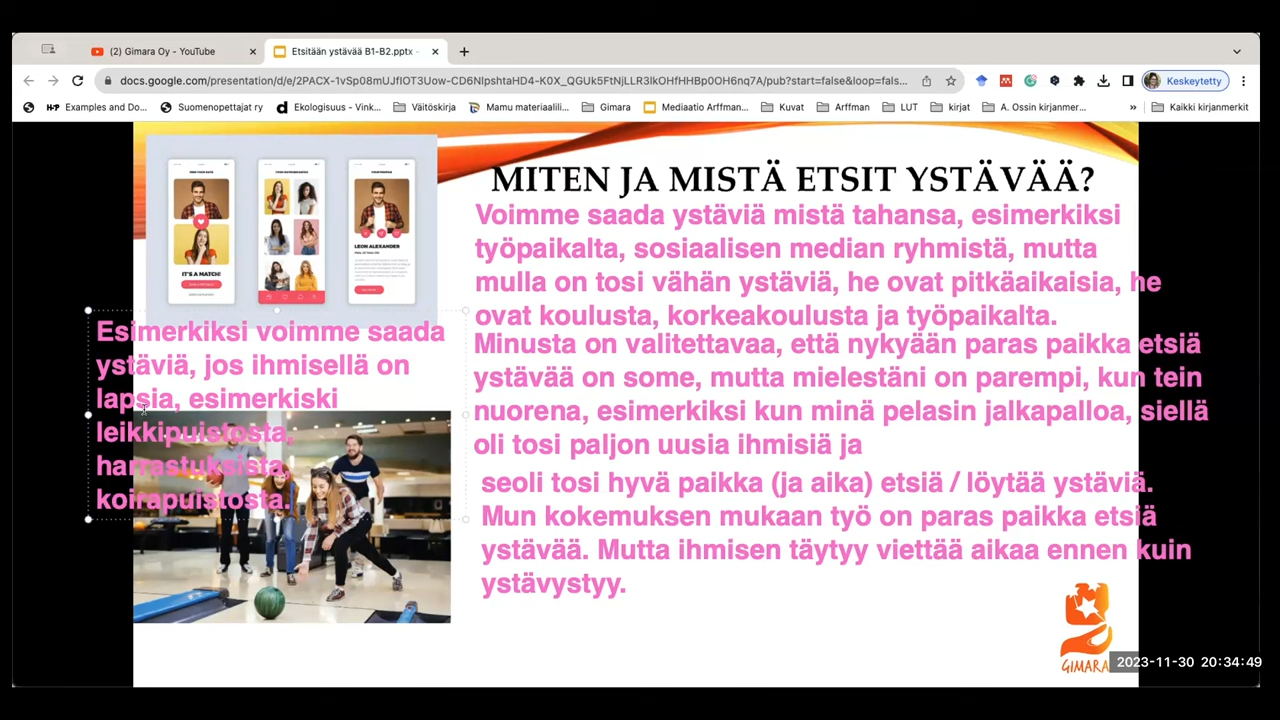 (2) Gimara Oy - YouTube
Etsitään ystävää B1-B2.pptx -
docs.google.com/presentation/d/e/2PACX-1vSp08mUJfIOT3Uow-CD6NlpshtaHD4-K0X_QGUk5FtNjLLR3lkOHfHHBp0OH6nq7A/pub?start=false&loop=fals...
Keskeytetty
Examples and Do...
Suomenopettajat ry
Ekologisuus - Vink...
Väitöskirja
Mamu materiaalil...
Gimara
Mediaatio Arffman...
Kuvat
Arffman
LUT
kirjat
A. Ossin kirjanmer...
»
Kaikki kirjanmerkit
IT'S A MATCH!
LEON ALEXANDER
MITEN JA MISTÄ ETSIT YSTÄVÄÄ?
Voimme saada ystäviä mistä tahansa, esimerkiksi
työpaikalta, sosiaalisen median ryhmistä, mutta
mulla on tosi vähän ystäviä, he ovat pitkäaikaisia, he
ovat koulusta, korkeakoulusta ja työpaikalta.
Minusta on valitettavaa, että nykyään paras paikka etsiä
ystävää on some, mutta mielestäni on parempi, kun tein
nuorena, esimerkiksi kun minä pelasin jalkapalloa, siellä
oli tosi paljon uusia ihmisiä ja
seoli tosi hyvä paikka (ja aika) etsiä / löytää ystäviä.
Mun kokemuksen mukaan työ on paras paikka etsiä
ystävää. Mutta ihmisen täytyy viettää aikaa ennen kuin
ystävystyy.
Esimerkiksi voimme saada
ystäviä, jos ihmisellä on
lapsia, esimerkiski
leikkipuistosta,
harrastuksista,
koirapuistosta.
GIMARA
2023-11-30 20:34:49